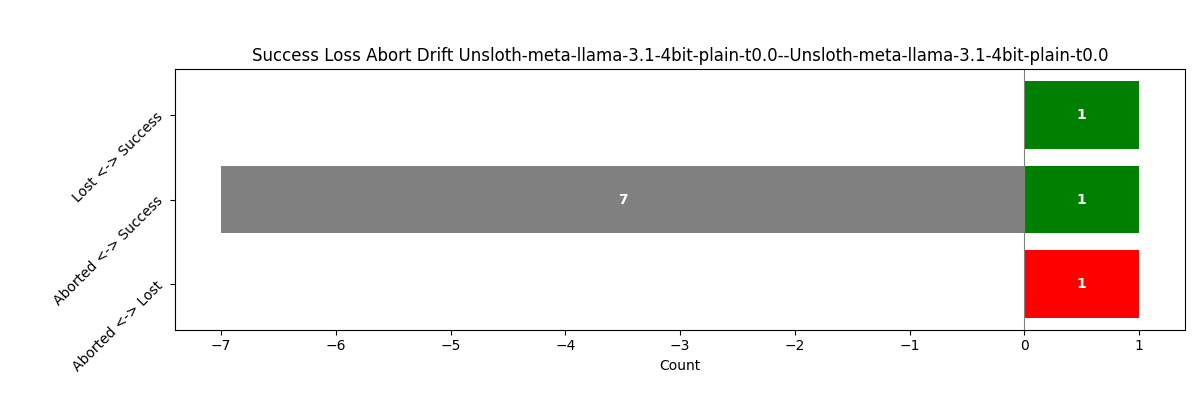 Success Loss Abort Drift Unsloth-meta-llama-3.1-4bit-plain-t0.0--Unsloth-meta-llama-3.1-4bit-plain-t0.0
Lost <-> Success
1
Aborted <-> Success
7 1
Aborted <-> Lost
1
−7 −6 −5 −4 −3 −2 −1 0 1
Count